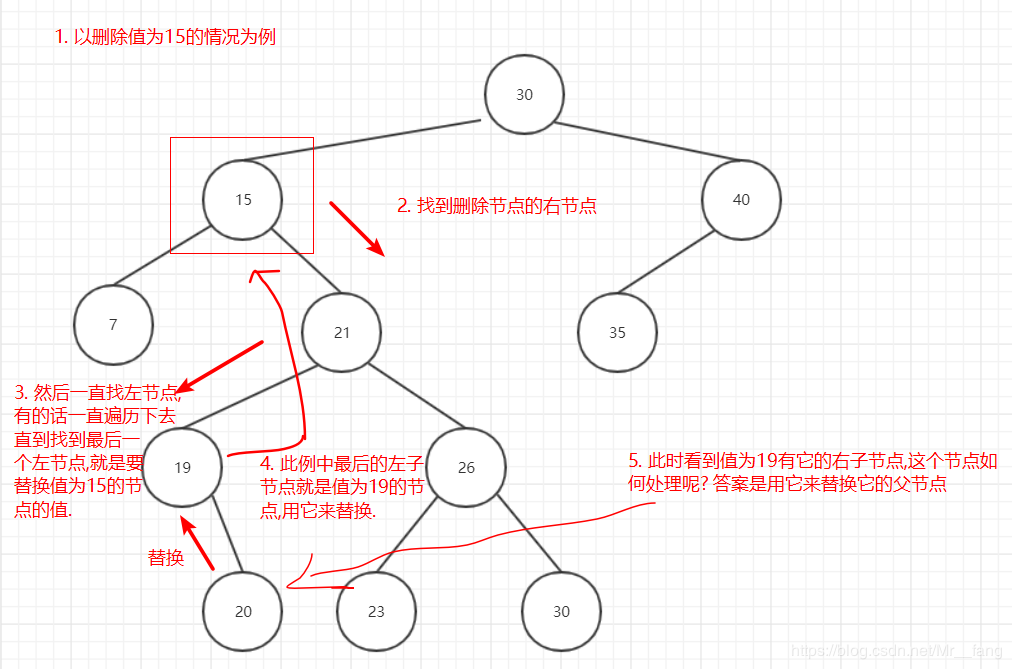 1. 以删除值为15的情况为例
30
15
2. 找到删除节点的右节点
40
7
21
35
3. 然后一直找左节点,
有的话一直遍历下去
直到找到最后一
个左节点,就是要
替换值为15的节
点的值.
19
4. 此例中最后的左子
节点就是值为19的节
点,用它来替换.
26
5. 此时看到值为19有它的右子节点,这个节点如
何处理呢? 答案是用它来替换它的父节点
替换
20
23
30
https://blog.csdn.net/Mr__fang